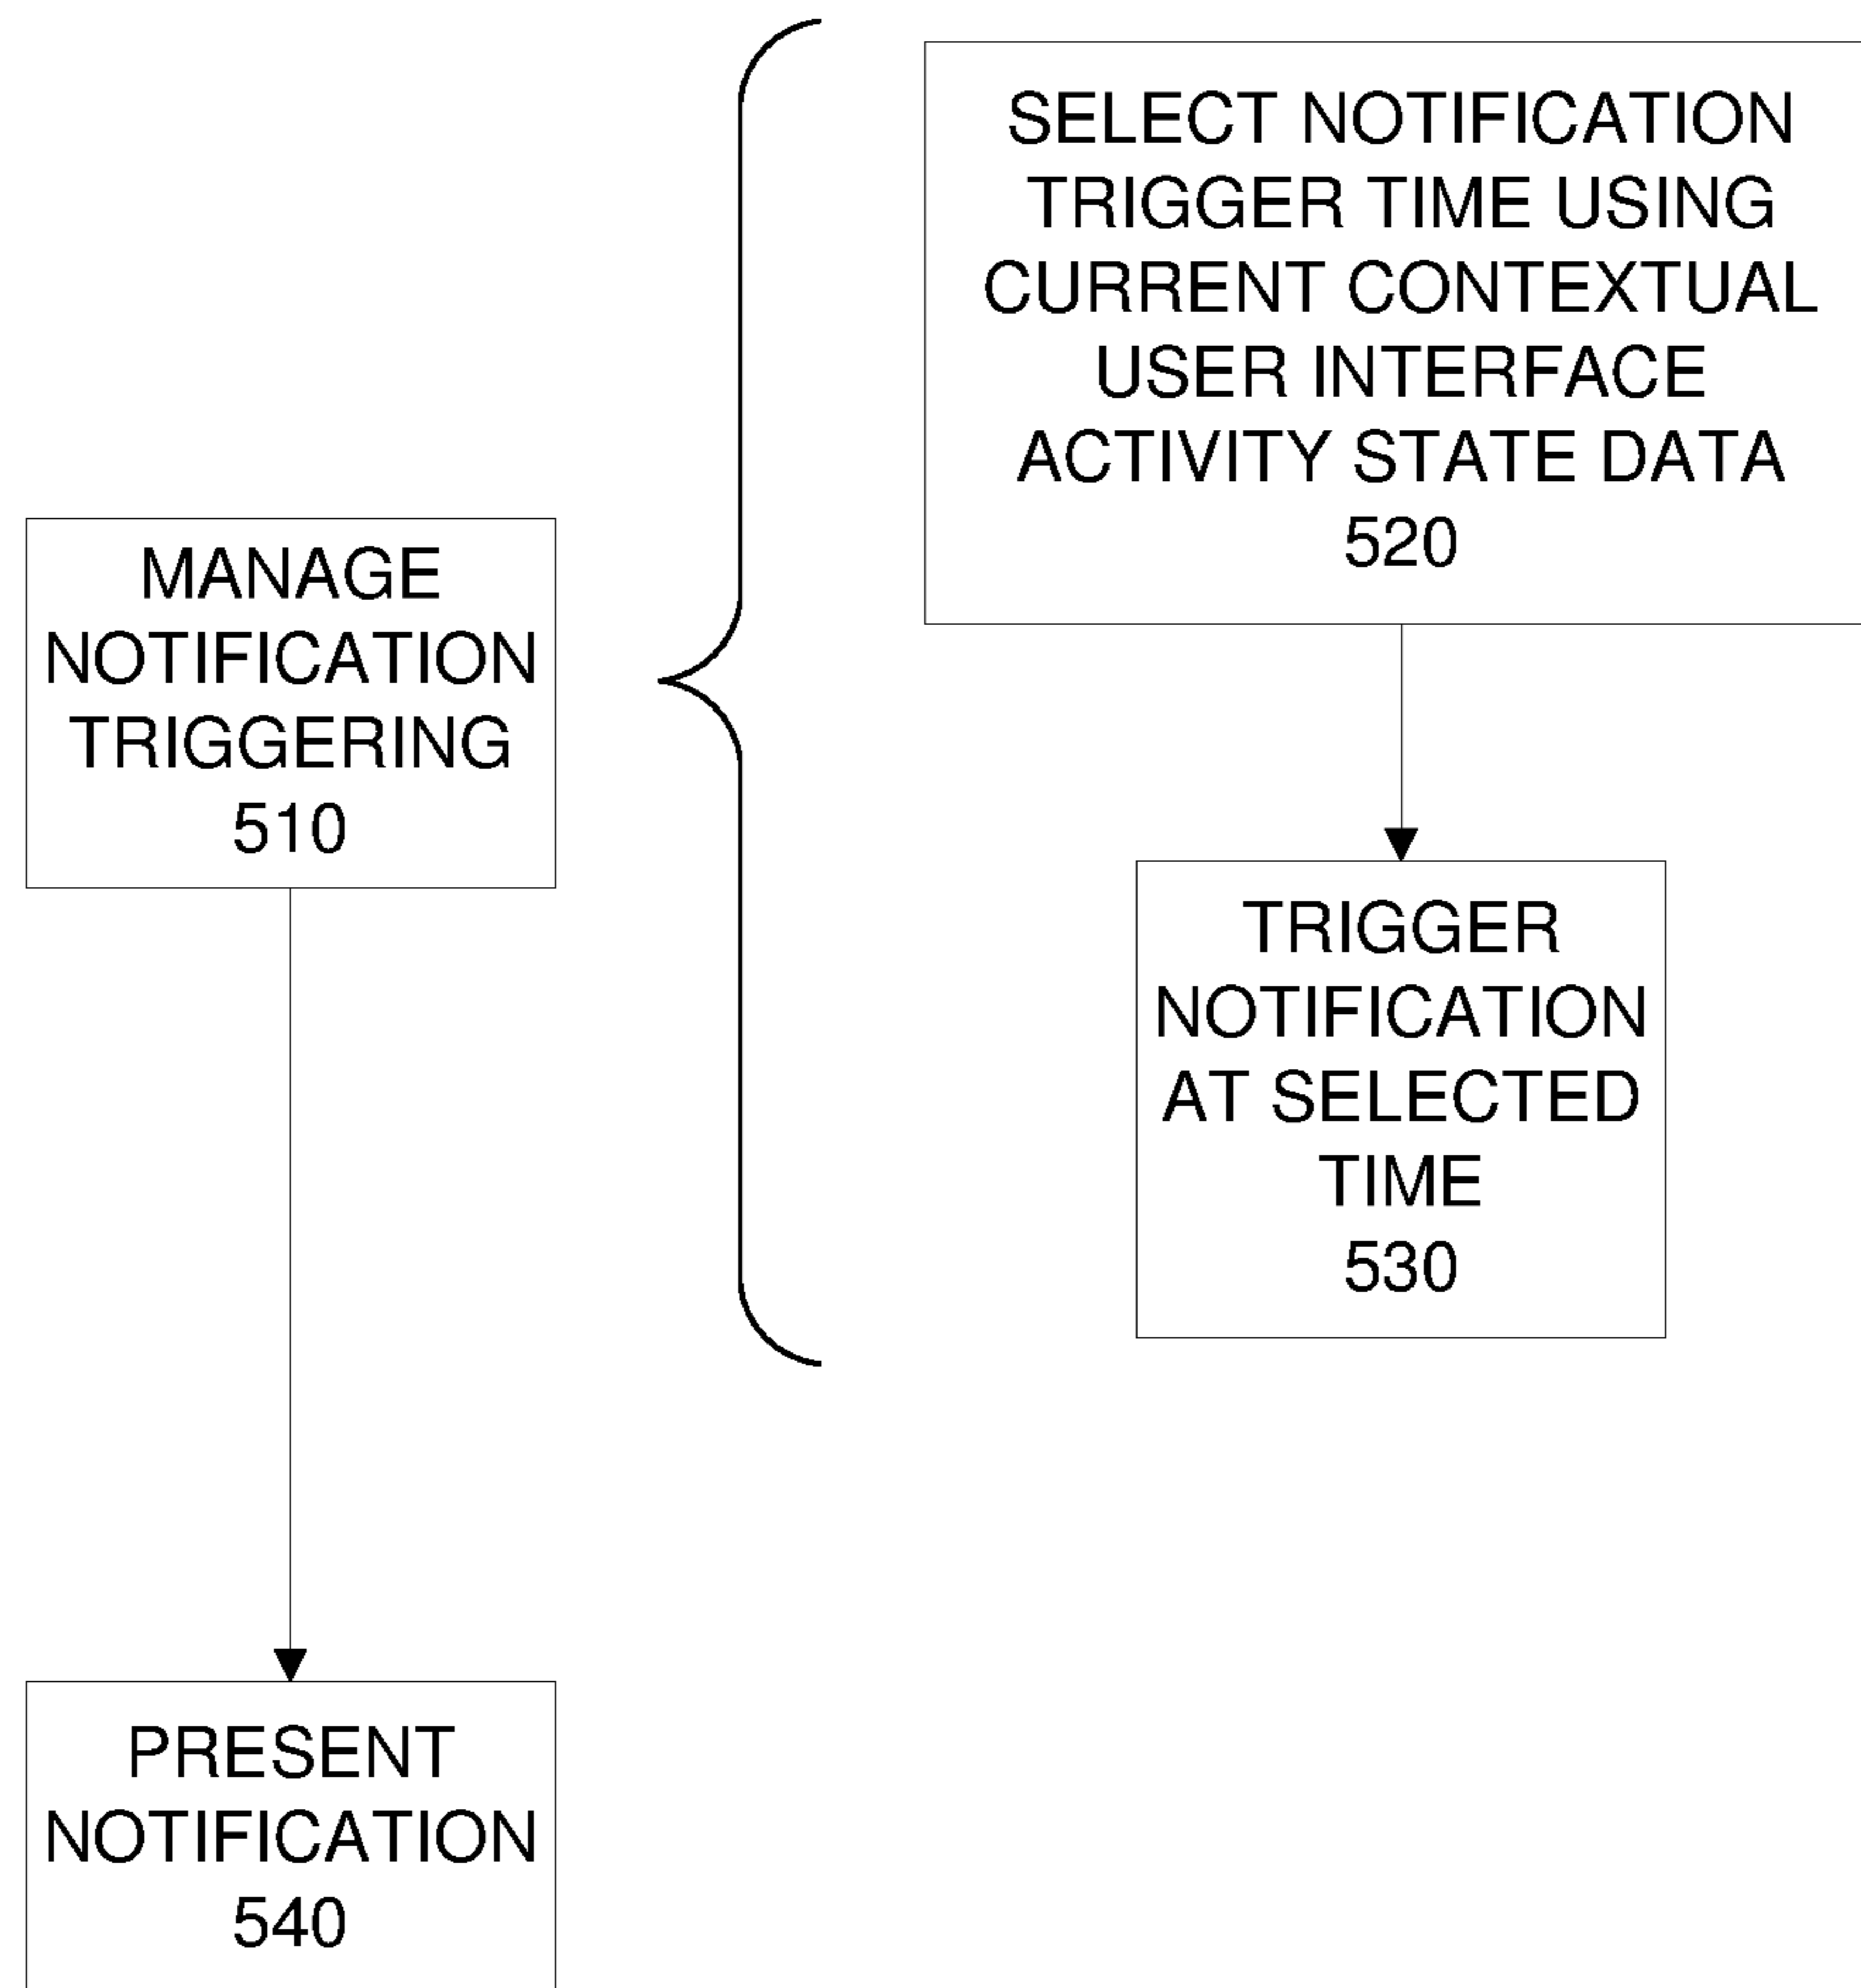 MANAGE
NOTIFICATION
TRIGGERING
510
SELECT NOTIFICATION
TRIGGER TIME USING
CURRENT CONTEXTUAL
USER INTERFACE
ACTIVITY STATE DATA
520
TRIGGER
NOTIFICATION
AT SELECTED
TIME
530
PRESENT
NOTIFICATION
540